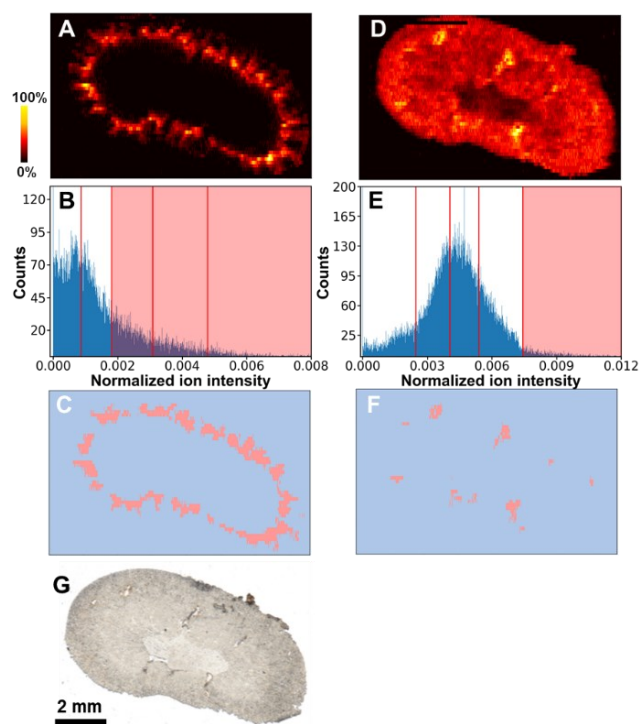 A
D
100%
0%
B
E
120
95
70
45
20
Counts
0.000
0.002
0.004
0.006
0.008
Normalized ion intensity
200
165
130
95
60
25
Counts
0.000
0.003
0.006
0.009
0.012
Normalized ion intensity
C
F
G
2 mm